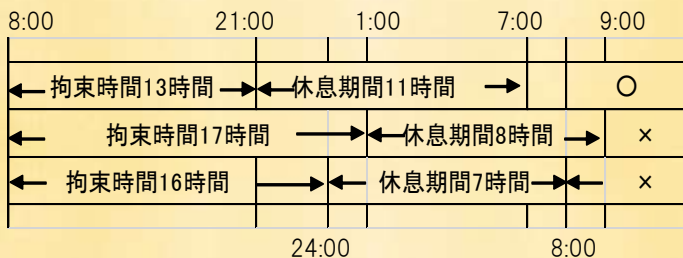 8:00 21:00 1:00 7:00 9:00
拘束時間13時間 休息期間11時間 ○
拘束時間17時間 休息期間8時間 ×
拘束時間16時間 休息期間7時間 ×
24:00 8:00